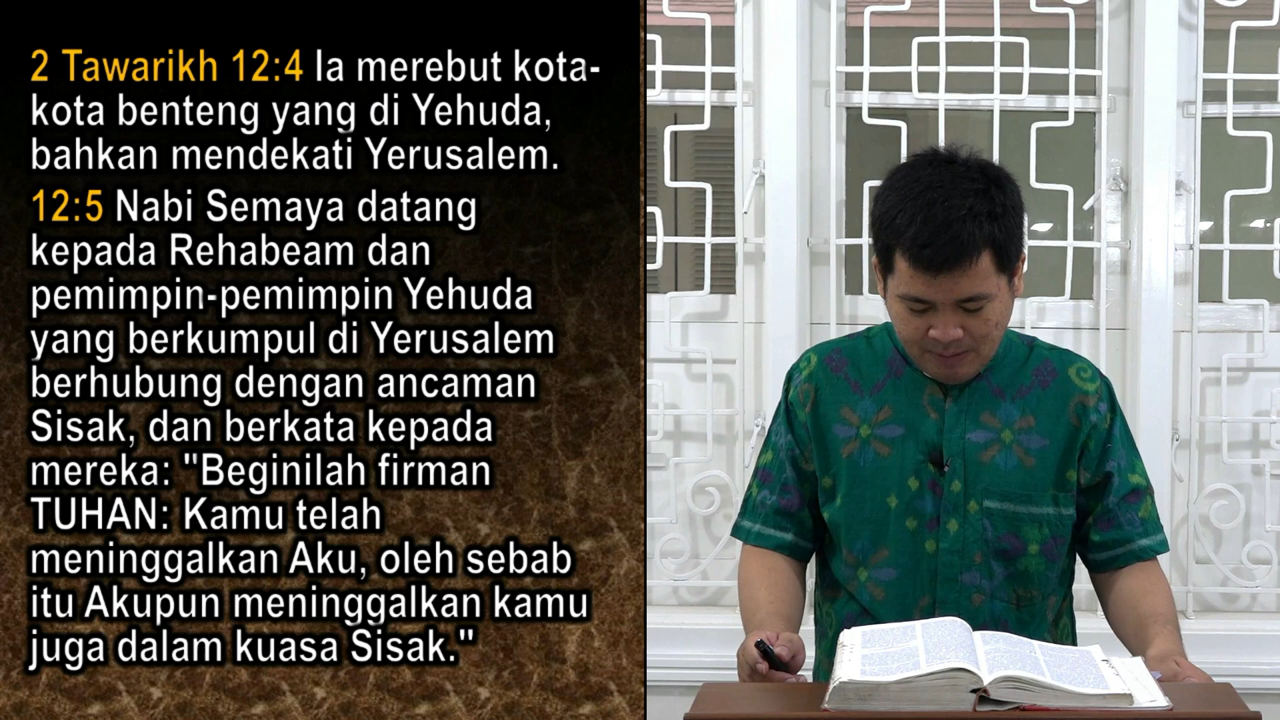 2 Tawarikh 12:4 Ia merebut kota-
kota benteng yang di Yehuda,
bahkan mendekati Yerusalem.
12:5 Nabi Semaya datang
kepada Rehabeam dan
pemimpin-pemimpin Yehuda
yang berkumpul di Yerusalem
berhubung dengan ancaman
Sisak, dan berkata kepada
mereka: "Beginilah firman
TUHAN: Kamu telah
meninggalkan Aku, oleh sebab
itu Akupun meninggalkan kamu
juga dalam kuasa Sisak."